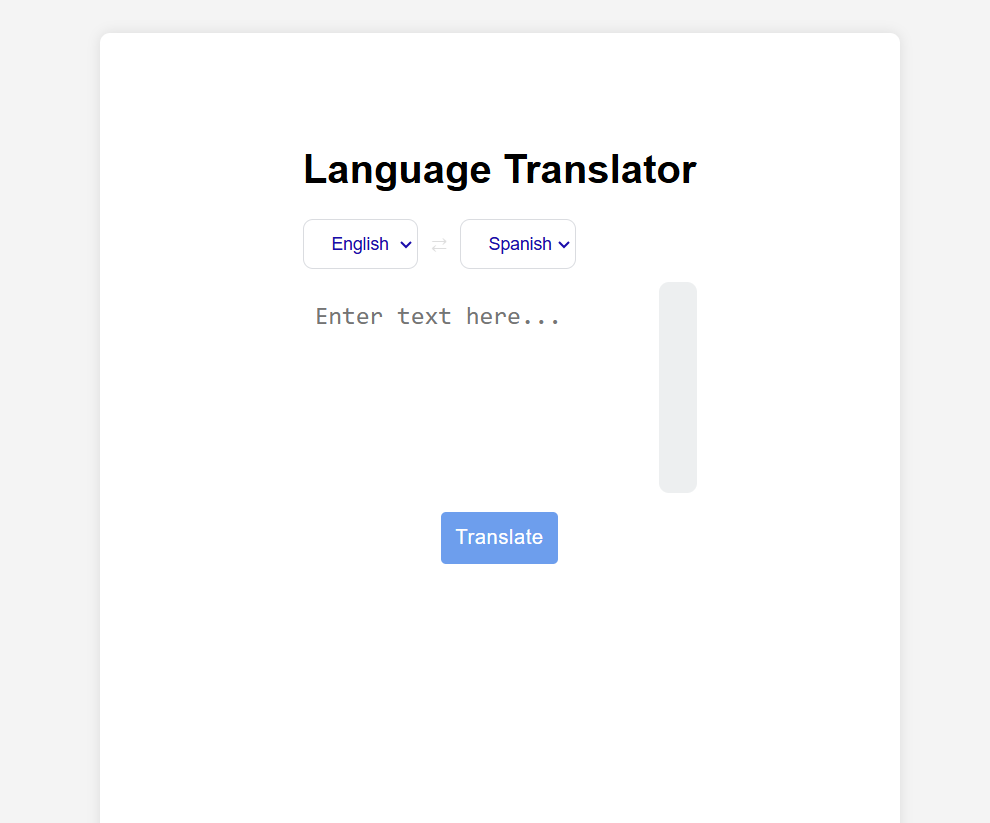 Language Translator
English ⇄ Spanish
Enter text here...
Translate